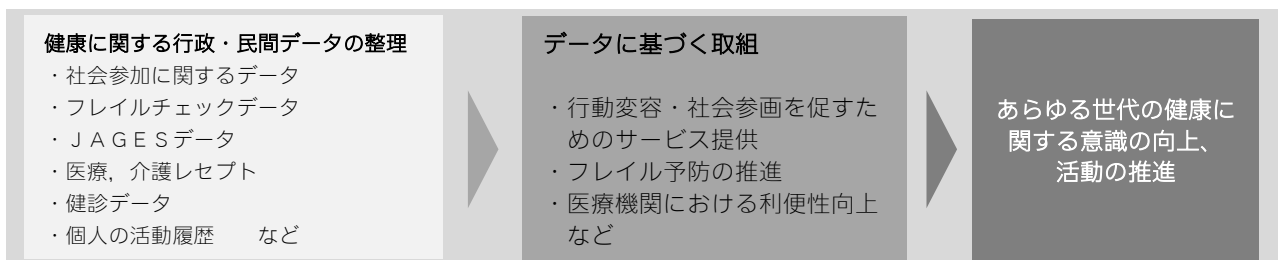 健康に関する行政・民間データの整理
・社会参加に関するデータ
・フレイルチェックデータ
・ＪＡＧＥＳデータ
・医療，介護レセプト
・健診データ
・個人の活動履歴　　など
データに基づく取組
・行動変容・社会参画を促すた
めのサービス提供
・フレイル予防の推進
・医療機関における利便性向上
など
あらゆる世代の健康に
関する意識の向上、
活動の推進